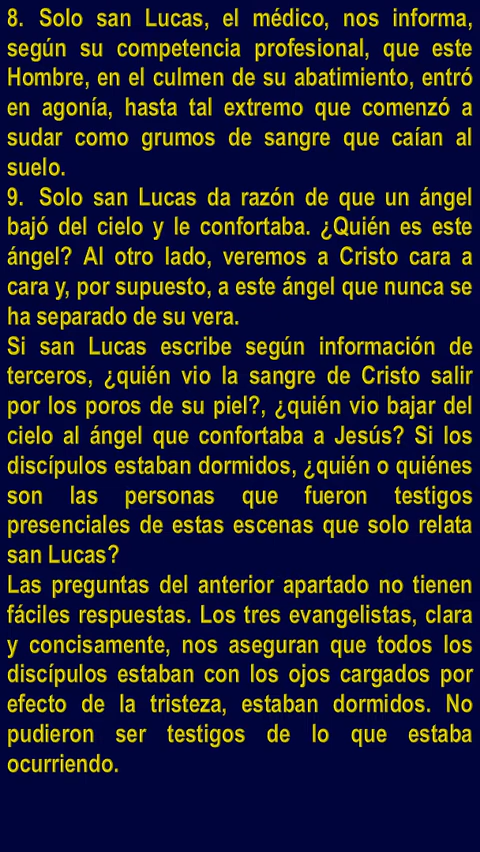 8. Solo san Lucas, el médico, nos informa,
según su competencia profesional, que este
Hombre, en el culmen de su abatimiento, entró
en agonía, hasta tal extremo que comenzó a
sudar como grumos de sangre que caían al
suelo.
9. Solo san Lucas da razón de que un ángel
bajó del cielo y le confortaba. ¿Quién es este
ángel? Al otro lado, veremos a Cristo cara a
cara y, por supuesto, a este ángel que nunca se
ha separado de su vera.
Si san Lucas escribe según información de
terceros, ¿quién vio la sangre de Cristo salir
por los poros de su piel?, ¿quién vio bajar del
cielo al ángel que confortaba a Jesús? Si los
discípulos estaban dormidos, ¿quién o quiénes
son las personas que fueron testigos
presenciales de estas escenas que solo relata
san Lucas?
Las preguntas del anterior apartado no tienen
fáciles respuestas. Los tres evangelistas, clara
y concisamente, nos aseguran que todos los
discípulos estaban con los ojos cargados por
efecto de la tristeza, estaban dormidos. No
pudieron ser testigos de lo que estaba
ocurriendo.